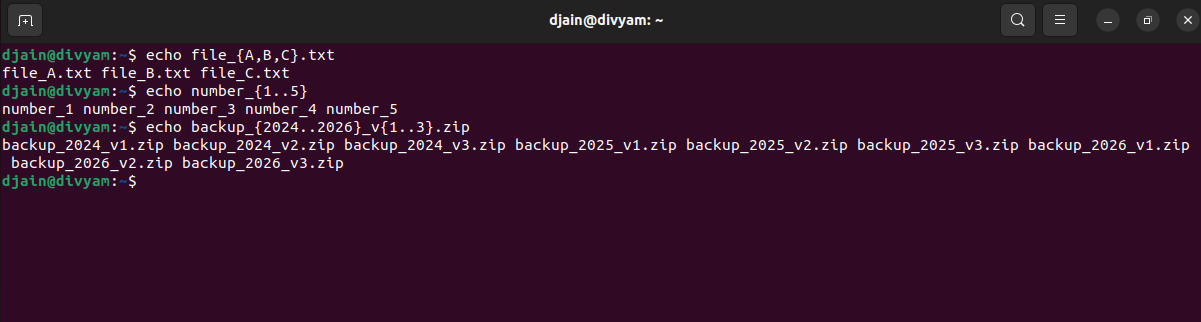 djain@divyam: ~
djain@divyam:~$ echo file_{A,B,C}.txt
file_A.txt file_B.txt file_C.txt
djain@divyam:~$ echo number_{1..5}
number_1 number_2 number_3 number_4 number_5
djain@divyam:~$ echo backup_{2024..2026}_v{1..3}.zip
backup_2024_v1.zip backup_2024_v2.zip backup_2024_v3.zip backup_2025_v1.zip backup_2025_v2.zip backup_2025_v3.zip backup_2026_v1.zip
 backup_2026_v2.zip backup_2026_v3.zip
djain@divyam:~$